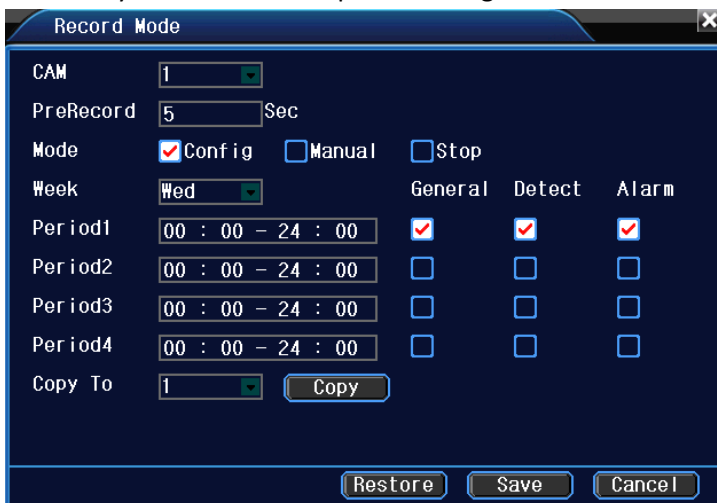 Record Mode
CAM 1
PreRecord 5 Sec
Mode Config Manual Stop
Week Wed General Detect Alarm
Period1 00 : 00 - 24 : 00
Period2 00 : 00 - 24 : 00
Period3 00 : 00 - 24 : 00
Period4 00 : 00 - 24 : 00
Copy To 1 Copy
Restore Save Cancel